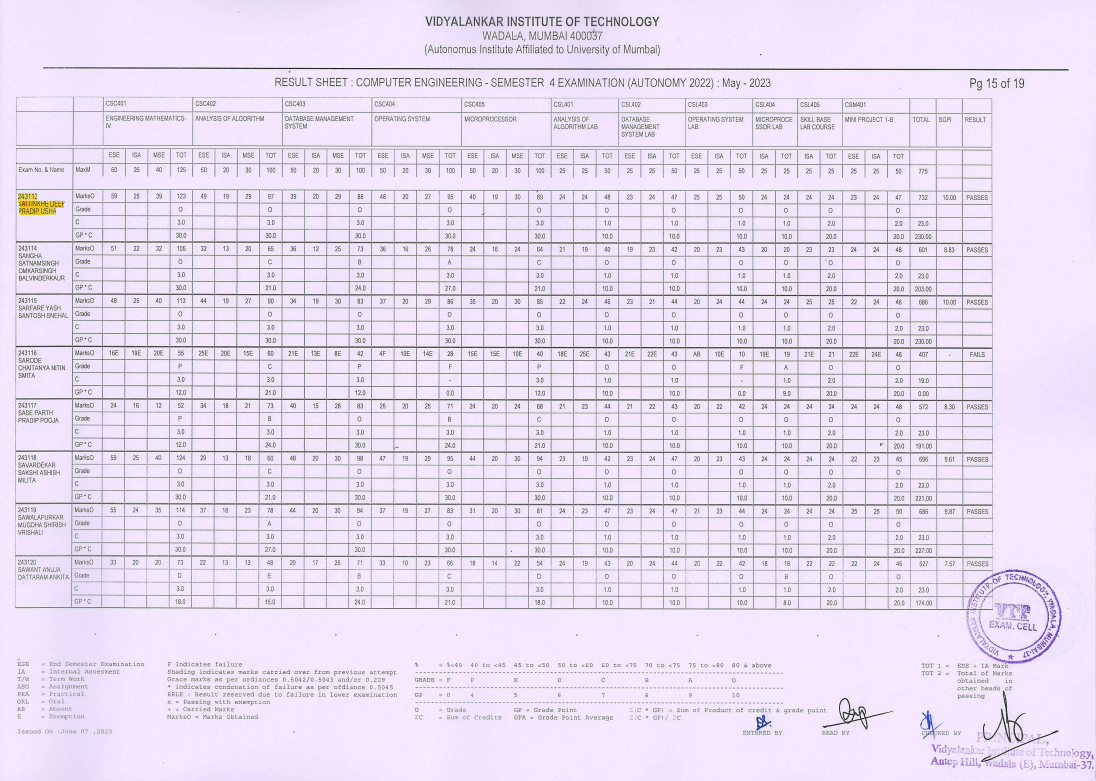 VIDYALANKAR INSTITUTE OF TECHNOLOGY
WADALA, MUMBAI 400037
(Autonomus Institute Affiliated to University of Mumbai)
RESULT SHEET : COMPUTER ENGINEERING - SEMESTER 4 EXAMINATION (AUTONOMY 2022) : May - 2023 Pg 15 of 19
CSC401 CSC402 CSC403 CSC404 CSC405 CSL401 CSL402 CSL403 CSL404 CSL405 CSM401
ENGINEERING MATHEMATICS-IV ANALYSIS OF ALGORITHM DATABASE MANAGEMENT SYSTEM OPERATING SYSTEM MICROPROCESSOR ANALYSIS OF ALGORITHM LAB DATABASE MANAGEMENT SYSTEM LAB OPERATING SYSTEM LAB MICROPROCE SSOR LAB SKILL BASE LAB COURSE MINI PROJECT 1-B TOTAL SGPI RESULT
ESE ISA MSE TOT ESE ISA MSE TOT ESE ISA MSE TOT ESE ISA MSE TOT ESE ISA MSE TOT ESE ISA TOT ESE ISA TOT ESE ISA TOT ISA TOT ISA TOT ESE ISA TOT
Exam No. & Name MaxM 60 25 40 125 50 20 30 100 50 20 30 100 50 20 30 100 50 20 30 100 25 25 50 25 25 50 25 25 50 25 25 25 25 25 25 50 775
243113 PRADIP USHA
MarksO 59 25 39 123 49 19 29 97 40 19 29 88 47 19 29 95 40 19 30 89 24 24 48 23 24 47 25 25 50 24 24 25 25 23 24 47 732 10.00 PASSES
Grade O O O O O O O O O O O
C 3.0 3.0 3.0 3.0 3.0 1.0 1.0 1.0 1.0 2.0 2.0 23.0
GP * C 30.0 30.0 30.0 30.0 30.0 10.0 10.0 10.0 10.0 20.0 20.0 230.00
243114 SANGHA SATNAMSINGH OMKARSINGH BALVINDERKAUR
MarksO 51 22 32 105 32 13 20 65 36 12 25 73 36 16 26 78 24 16 24 64 21 19 40 19 23 42 23 20 43 20 20 23 23 24 24 48 601 8.83 PASSES
Grade O C B A C O O O O O O
C 3.0 3.0 3.0 3.0 3.0 1.0 1.0 1.0 1.0 2.0 2.0 23.0
GP * C 30.0 21.0 24.0 27.0 21.0 10.0 10.0 10.0 10.0 20.0 20.0 203.00
243115 SARFARE YASH SANTOSH SNEHAL
MarksO 48 25 40 113 44 19 27 90 34 19 30 83 37 20 29 86 35 20 30 85 22 24 46 23 21 44 20 24 44 24 24 25 25 22 24 46 686 10.00 PASSES
Grade O O O O O O O O O O O
C 3.0 3.0 3.0 3.0 3.0 1.0 1.0 1.0 1.0 2.0 2.0 23.0
GP * C 30.0 30.0 30.0 30.0 30.0 10.0 10.0 10.0 10.0 20.0 20.0 230.00
243116 SARODE CHAITANYA NITIN SMITA
MarksO 16E 19E 20E 55 25E 20E 15E 60 21E 13E 8E 42 4F 10E 14E 28 15E 15E 10E 40 18E 25E 43 21E 22E 43 AB 10E 10 19E 19 21E 21 22E 24E 46 407 - FAILS
Grade P C P F P O O F A O O
C 3.0 3.0 3.0 - 3.0 1.0 1.0 - 1.0 2.0 2.0 19.0
GP * C 12.0 21.0 12.0 0.0 12.0 10.0 10.0 0.0 9.0 20.0 20.0 0.00
243117 SASE PARTH PRADIP POOJA
MarksO 24 16 12 52 34 18 21 73 40 15 28 83 26 20 25 71 24 20 24 68 21 23 44 21 22 43 20 22 42 24 24 24 24 24 24 48 572 8.30 PASSES
Grade P B O B C O O O O O O
C 3.0 3.0 3.0 3.0 3.0 1.0 1.0 1.0 1.0 2.0 2.0 23.0
GP * C 12.0 24.0 30.0 24.0 21.0 10.0 10.0 10.0 10.0 20.0 20.0 191.00
243118 SAVARDEKAR SAKSHI ASHISH MILITA
MarksO 59 25 40 124 29 13 18 60 48 20 30 98 47 19 29 95 44 20 30 94 23 19 42 24 23 47 20 23 43 24 24 24 24 22 23 45 696 9.61 PASSES
Grade O C O O O O O O O O O
C 3.0 3.0 3.0 3.0 3.0 1.0 1.0 1.0 1.0 2.0 2.0 23.0
GP * C 30.0 21.0 30.0 30.0 30.0 10.0 10.0 10.0 10.0 20.0 20.0 221.00
243119 SAWALAPURKAR MUGDHA SHIRISH VRISHALI
MarksO 55 24 35 114 37 18 23 78 44 20 30 94 37 19 27 83 31 20 30 81 24 23 47 24 23 47 21 23 44 24 24 24 24 25 25 50 686 9.87 PASSES
Grade O A O O O O O O O O O
C 3.0 3.0 3.0 3.0 3.0 1.0 1.0 1.0 1.0 2.0 2.0 23.0
GP * C 30.0 27.0 30.0 30.0 30.0 10.0 10.0 10.0 10.0 20.0 20.0 227.00
243120 SAWANT ANUJA DATTARAM ANKITA
MarksO 33 20 20 73 22 13 13 48 29 17 25 71 33 10 23 66 18 14 22 54 24 19 43 20 24 44 20 22 42 18 18 22 22 22 24 46 527 7.57 PASSES
Grade D E B C D O O O B O O
C 3.0 3.0 3.0 3.0 3.0 1.0 1.0 1.0 1.0 2.0 2.0 23.0
GP * C 18.0 15.0 24.0 21.0 18.0 10.0 10.0 10.0 8.0 20.0 20.0 174.00
VIDYALANKAR INSTITUTE OF TECHNOLOGY, WADALA, MUMBAI-37
EXAM. CELL
ESE = End Semester Examination F Indicates failure % = %<40 40 to <45 45 to <50 50 to <60 60 to <70 70 to <75 75 to <80 80 & above TOT 1 = ESE + IA Mark
IA = Internal Assesment Shading indicates marks carried over from previous attempt TOT 2 = Total of Marks
T/W = Term Work Grace marks as per ordiances 0.5042/0.5043 and/or 0.229 GRADE = F P E D C B A O obtained in
ASG = Assignment * indicates condonation of failure as per ofdiance 0.5045 other heads of
PRA = Practical RRLE : Result reserved due to failure in lower examination GP = 0 4 5 6 7 8 9 10 passing
ORL = Oral E = Passing with exemption
AB = Absent + = Carried Marks G = Grade GP = Grade Point = Sum of Product of credit & grade point
E = Exemption MarksO = Marks Obtained = Sum of Credits GPA = Grade Point Average
Issued On :June 07 ,2023 ENTERED BY READ BY CHECKED BY PRINCIPAL,
Vidyalankar Institute of Technology,
Autop Hill, Wadala (E), Mumbai-37.